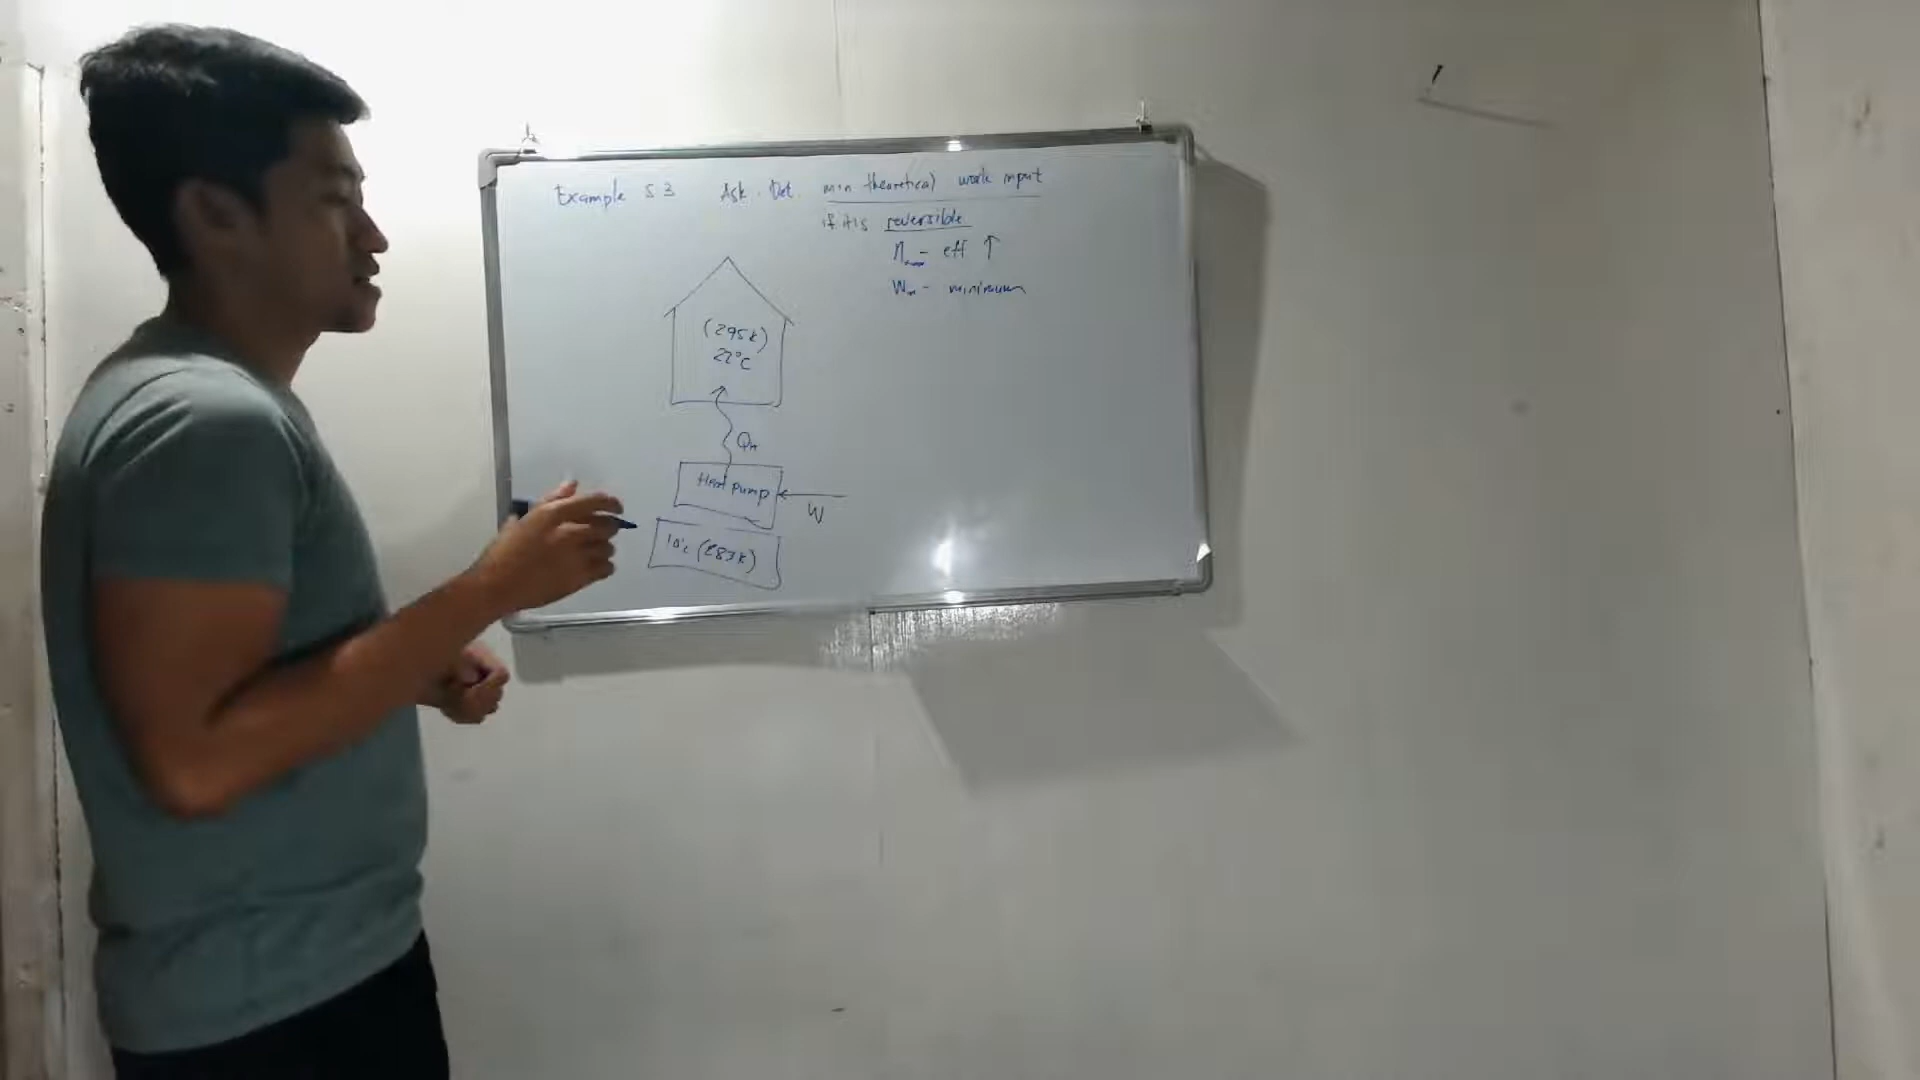 Example 5.3 Ask. Det. min theoretical work input
if it is reversible
η - eff ↑
W - minimum
(295K)
22°C
QH
Heat pump
W
10°C (283K)